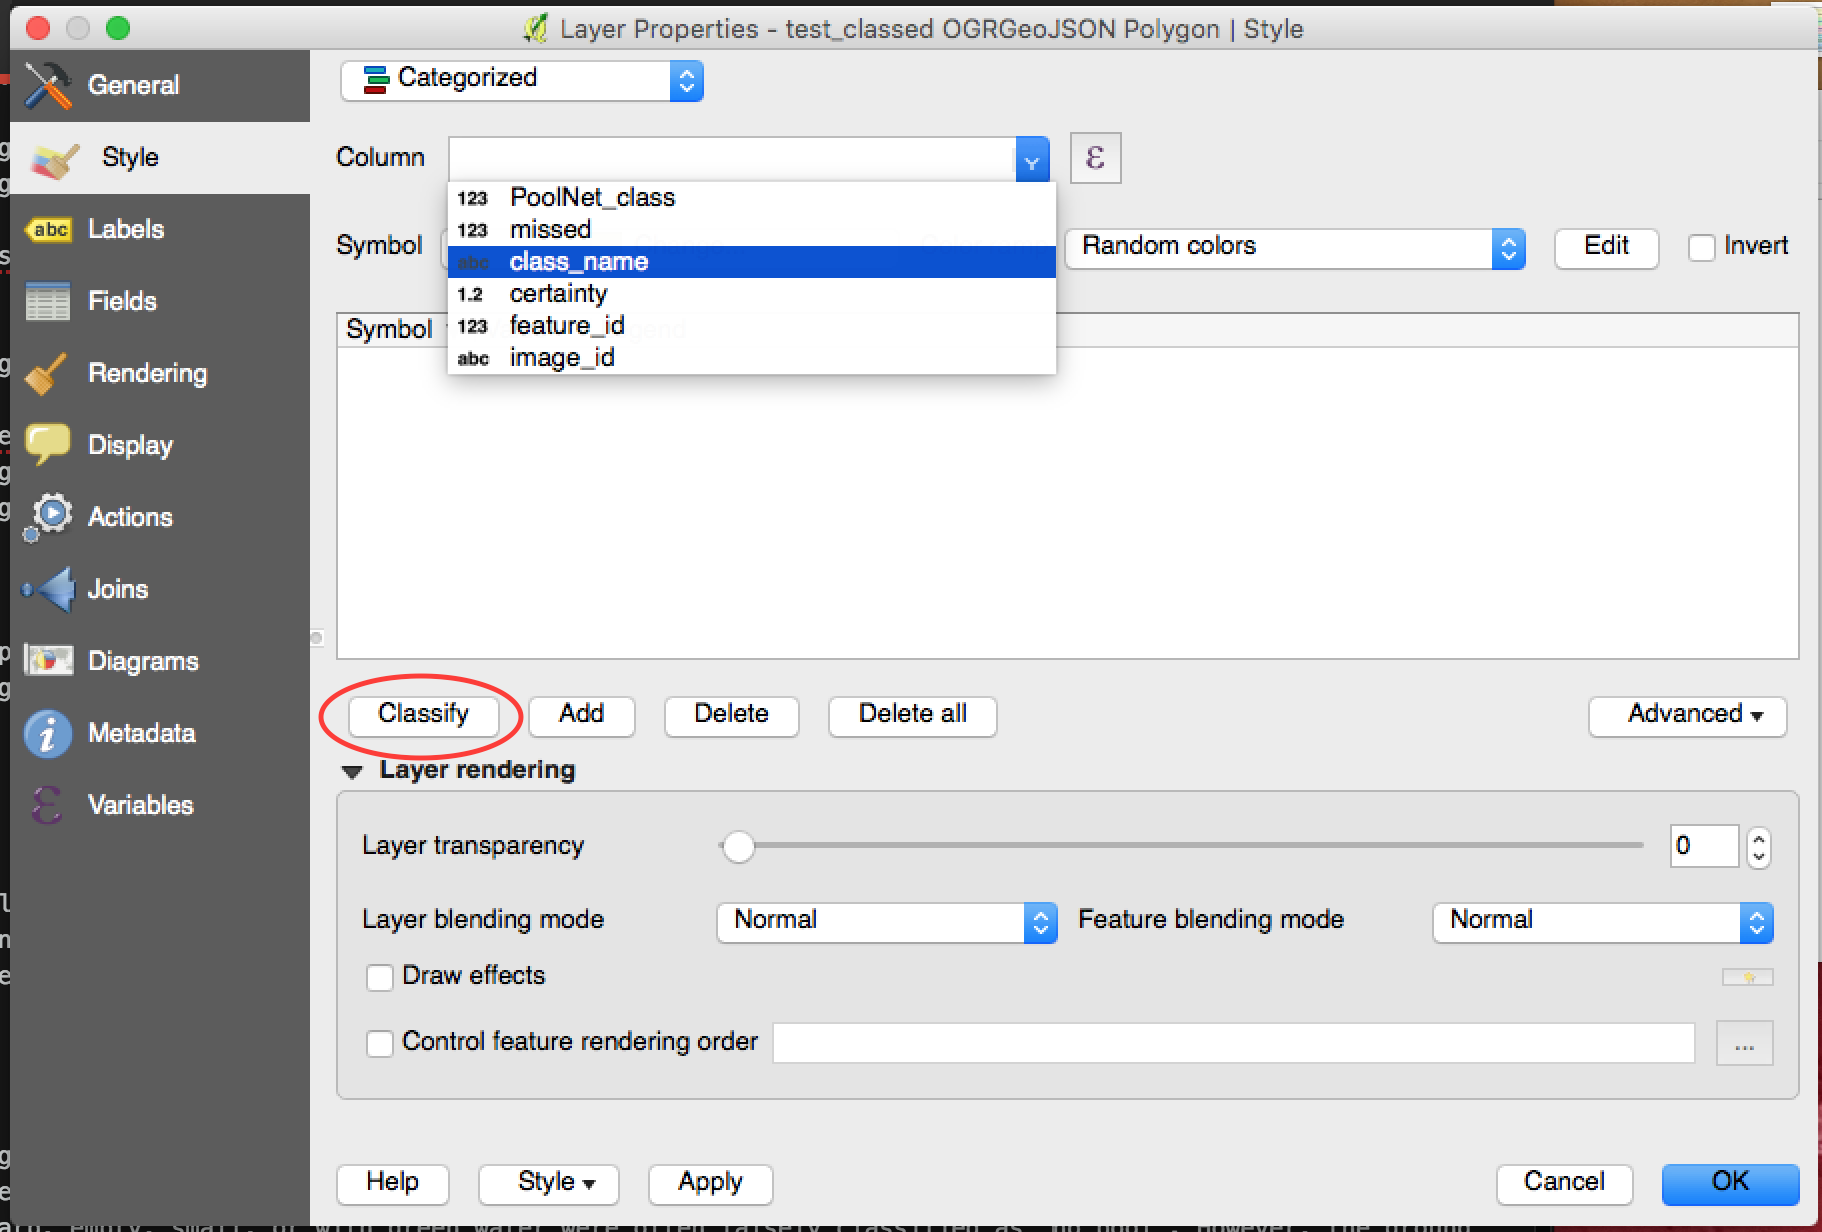 Layer Properties - test_classed OGRGeoJSON Polygon | Style
General
Style
Labels
Fields
Rendering
Display
Actions
Joins
Diagrams
Metadata
Variables
Categorized
Column
ε
123 PoolNet_class
123 missed
abc class_name
1.2 certainty
123 feature_id
abc image_id
Symbol
Random colors
Edit
Invert
Symbol
Classify
Add
Delete
Delete all
Advanced
Layer rendering
Layer transparency
0
Layer blending mode
Normal
Feature blending mode
Normal
Draw effects
Control feature rendering order
...
Help
Style
Apply
Cancel
OK